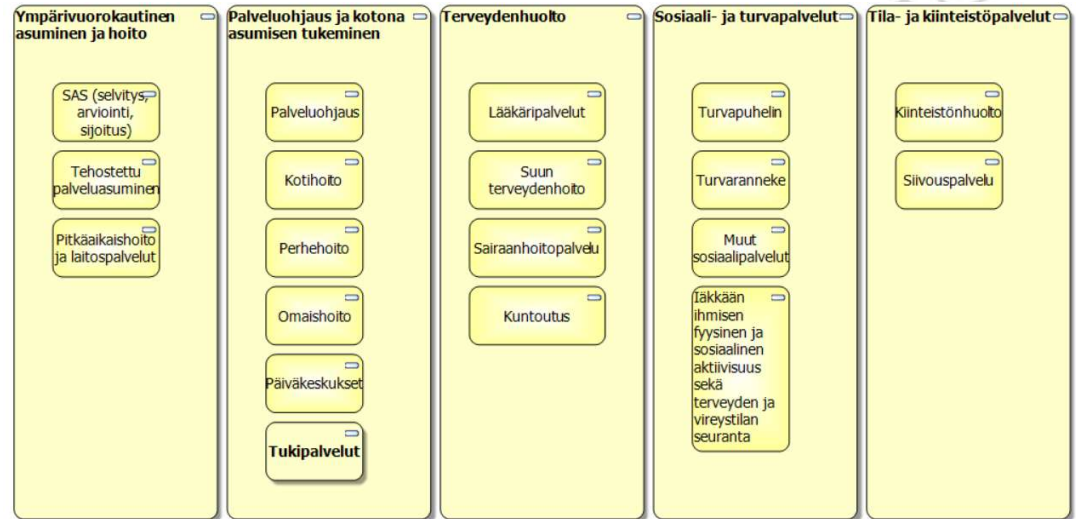 Ympärivuorokautinen
asuminen ja hoito
SAS (selvitys,
arviointi,
sijoitus)
Tehostettu
palveluasuminen
Pitkäaikaishoito
ja laitospalvelut
Palveluohjaus ja kotona
asumisen tukeminen
Palveluohjaus
Kotihoito
Perhehoito
Omaishoito
Päiväkeskukset
Tukipalvelut
Terveydenhuolto
Lääkäripalvelut
Suun
terveydenhoito
Sairaanhoitopalvelu
Kuntoutus
Sosiaali- ja turvapalvelut
Turvapuhelin
Turvaranneke
Muut
sosiaalipalvelut
Iäkkään
ihmisen
fyysinen ja
sosiaalinen
aktiivisuus
sekä
terveyden ja
vireystilan
seuranta
Tila- ja kiinteistöpalvelut
Kiinteistönhuolto
Siivouspalvelu